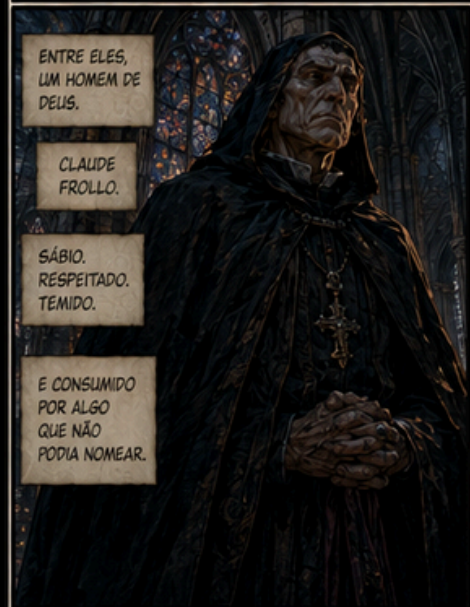 ENTRE ELES,
UM HOMEM DE
DEUS.
CLAUDE
FROLLO.
SÁBIO.
RESPEITADO.
TEMIDO.
E CONSUMIDO
POR ALGO
QUE NÃO
PODIA NOMEAR.